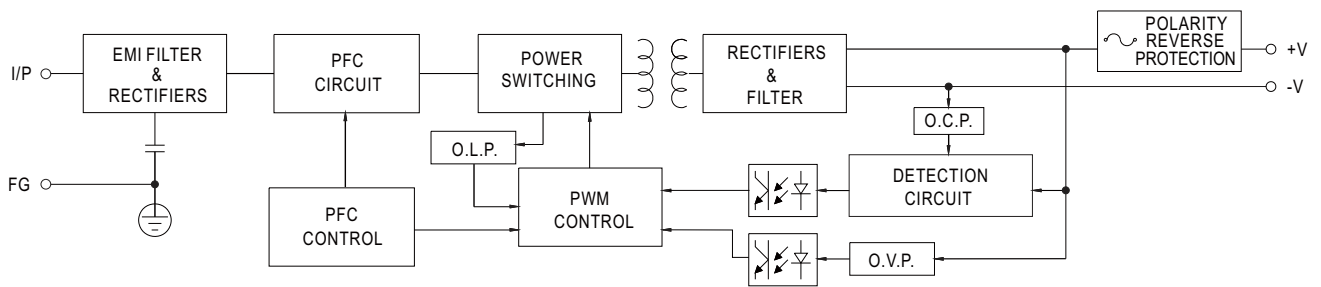 I/P
EMI FILTER
&
RECTIFIERS
PFC
CIRCUIT
POWER
SWITCHING
RECTIFIERS
&
FILTER
POLARITY
REVERSE
PROTECTION
+V
-V
O.C.P.
O.L.P.
DETECTION
CIRCUIT
FG
PFC
CONTROL
PWM
CONTROL
O.V.P.